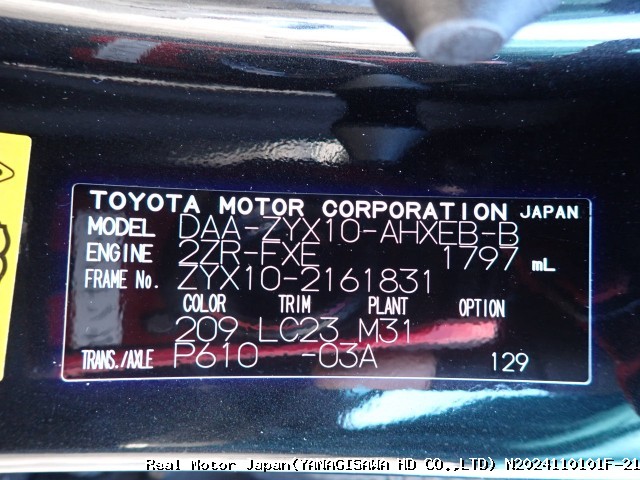 TOYOTA MOTOR CORPORATION JAPAN
MODEL DAA-ZYX10-AHXEB-B
ENGINE 2ZR-FXE 1797 mL
FRAME No. ZYX10-2161831
COLOR TRIM PLANT OPTION
209 LC23 M31
TRANS./AXLE P610 -03A 129
Real Motor Japan(YANAGISAWA HD CO.,LTD) N2024110101F-21